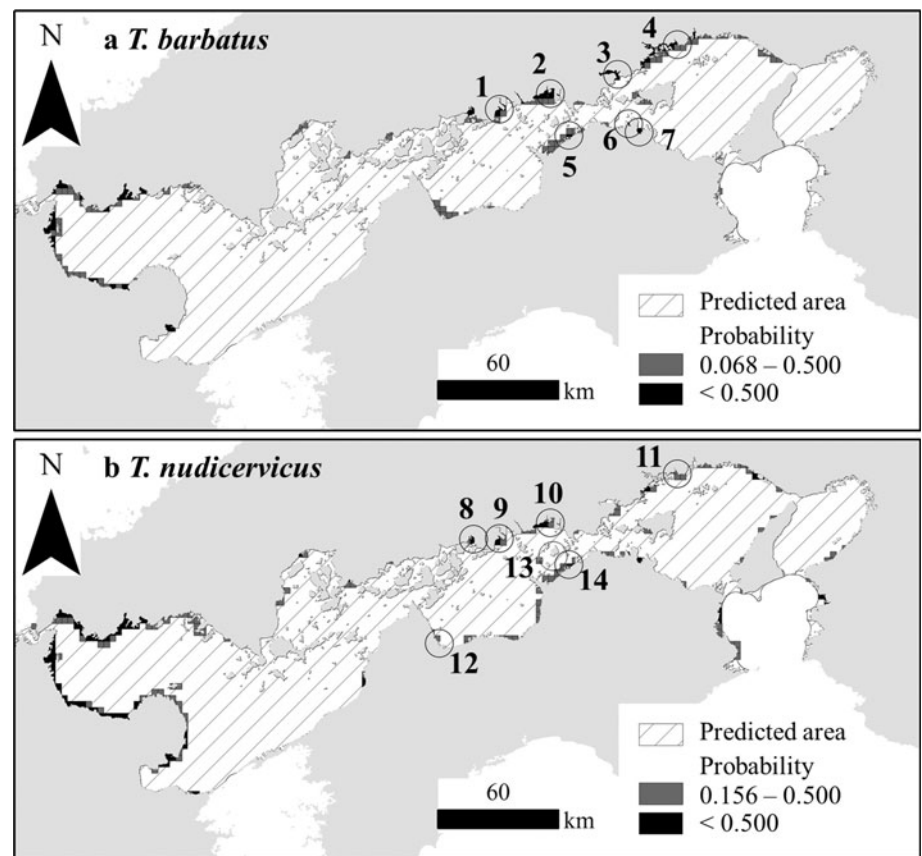 N
a T. barbatus
1
2
3
4
5
6
7
60
km
Predicted area
Probability
0.068 – 0.500
< 0.500
N
b T. nudicervicus
8
9
10
11
12
13
14
60
km
Predicted area
Probability
0.156 – 0.500
< 0.500